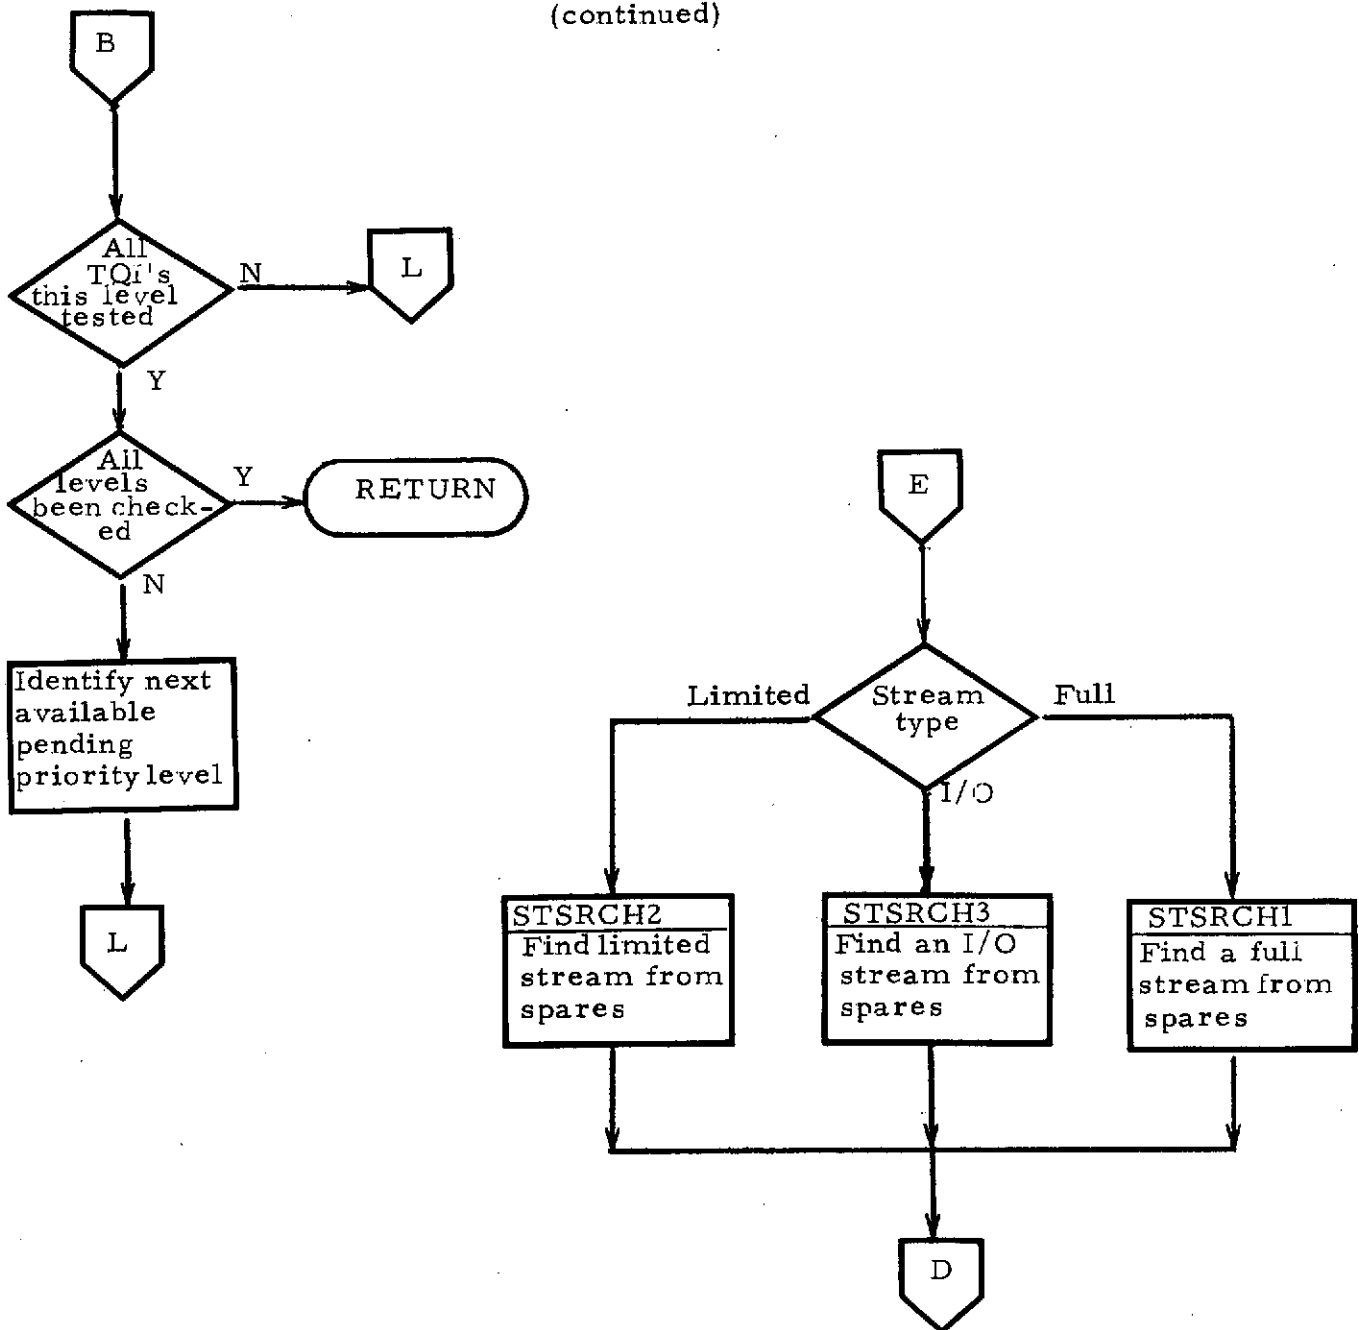 (continued)
B
All
TQi's
this level
tested
N
L
Y
All
levels
been check-
ed
Y
RETURN
N
Identify next
available
pending
priority level
L
E
Stream
type
Limited
Full
I/O
STSRCH2
Find limited
stream from
spares
STSRCH3
Find an I/O
stream from
spares
STSRCH1
Find a full
stream from
spares
D